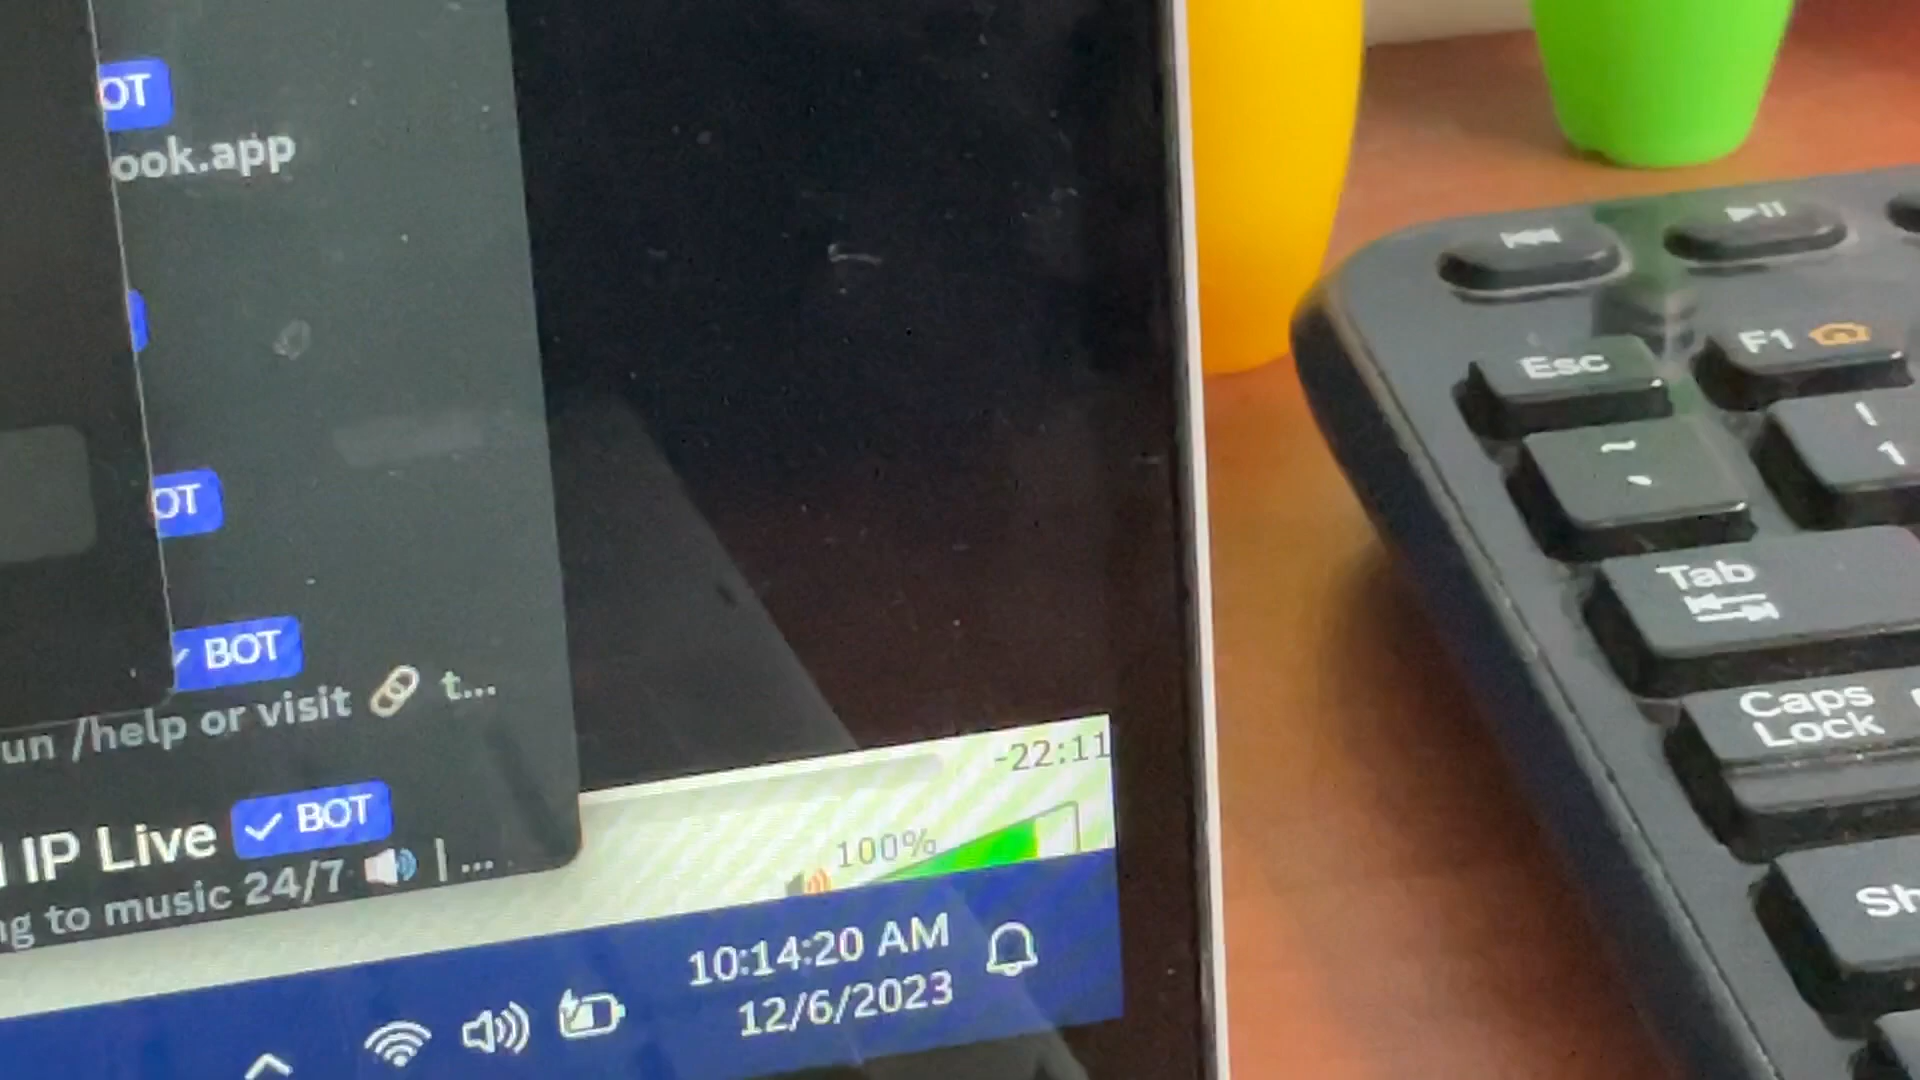 OT
ook.app
OT
BOT
un /help or visit t...
IP Live BOT
ng to music 24/7 | ...
-22:11
100%
10:14:20 AM
12/6/2023
Esc
F1
~
!
1
Tab
Caps
Lock
Sh